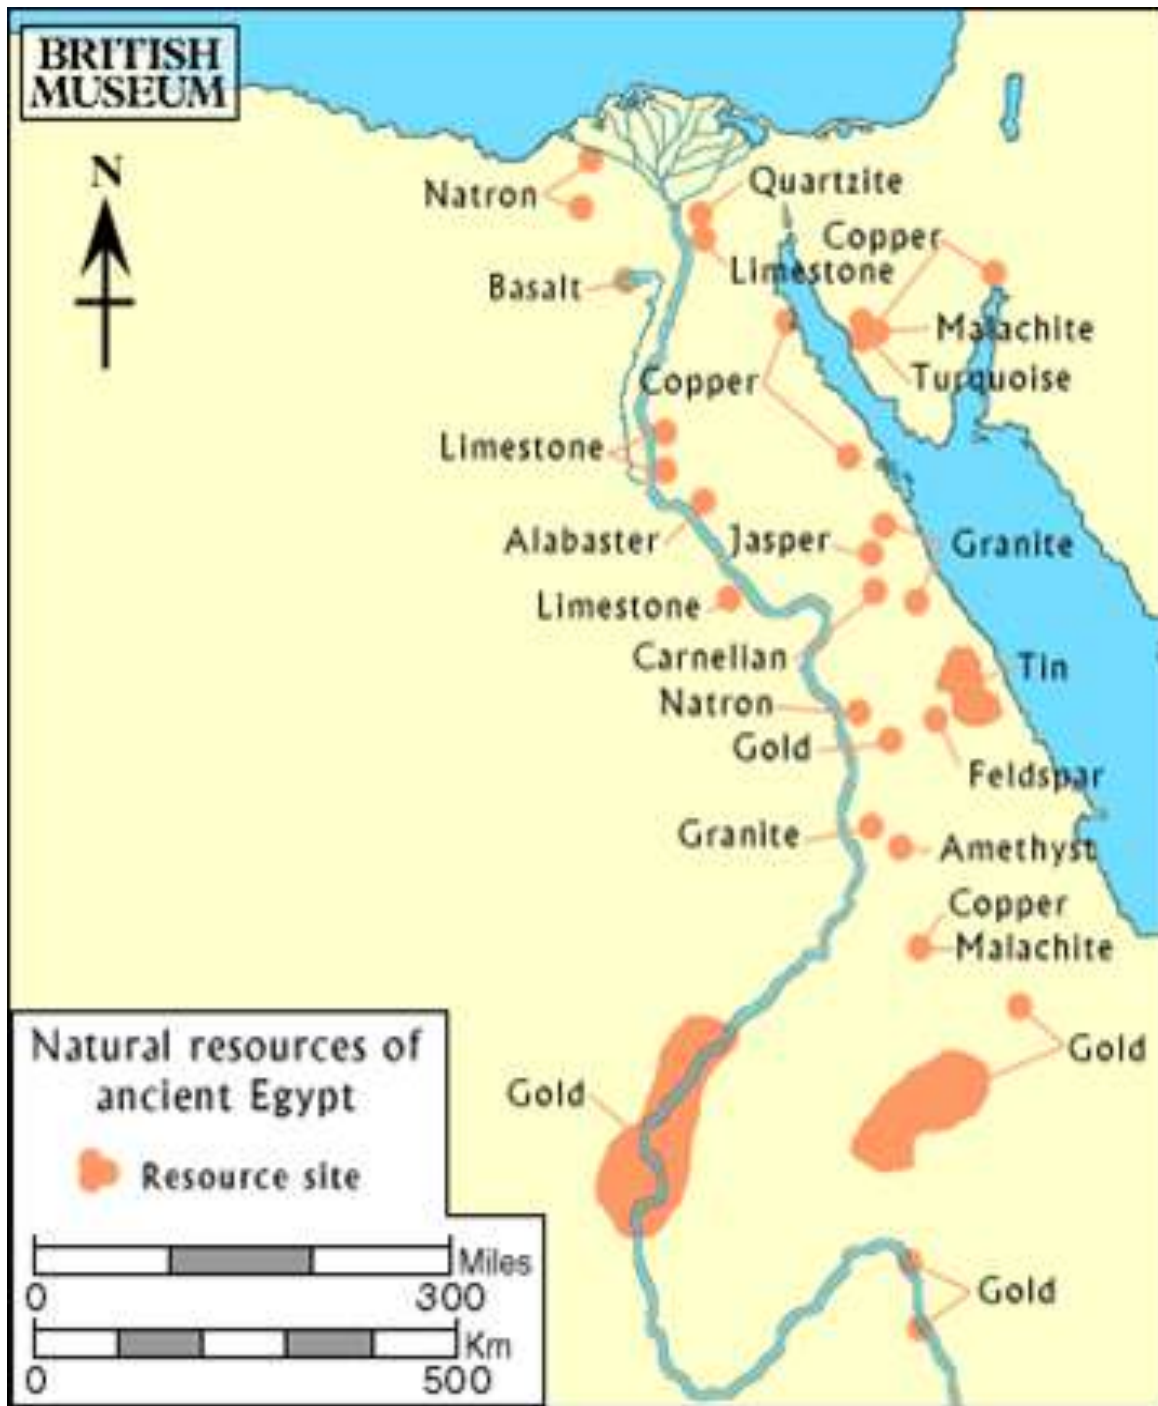 BRITISH
MUSEUM
N
Natron
Quartzite
Copper
Limestone
Basalt
Malachite
Turquoise
Copper
Limestone
Alabaster
Jasper
Granite
Limestone
Carnelian
Tin
Natron
Gold
Feldspar
Granite
Amethyst
Copper
Malachite
Gold
Gold
Gold
Natural resources of
ancient Egypt
Resource site
Miles
0 300
Km
0 500